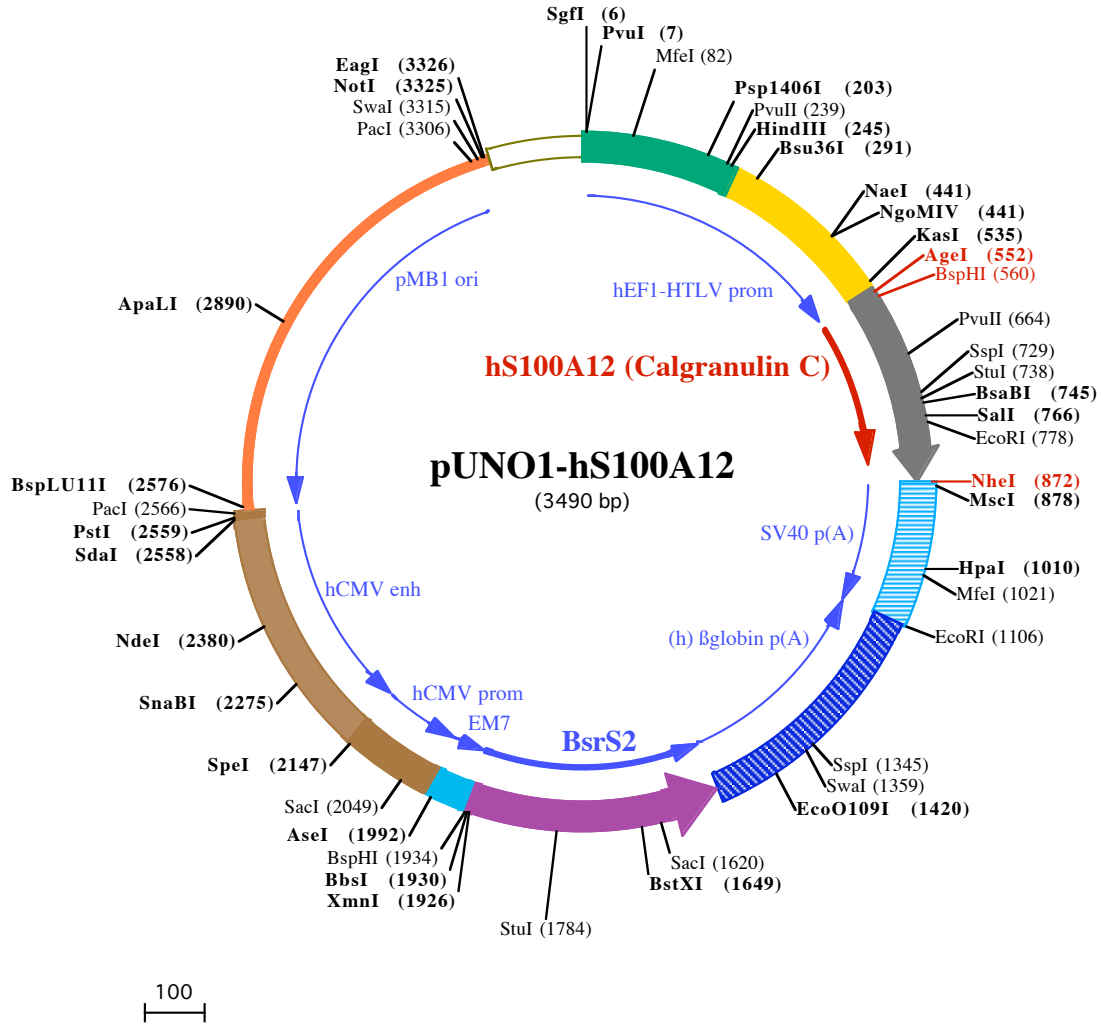 SgfI (6)
PvuI (7)
MfeI (82)
Psp1406I (203)
PvuII (239)
HindIII (245)
Bsu36I (291)
NaeI (441)
NgoMIV (441)
KasI (535)
AgeI (552)
BspHI (560)
PvuII (664)
SspI (729)
StuI (738)
BsaBI (745)
SalI (766)
EcoRI (778)
NheI (872)
MscI (878)
HpaI (1010)
MfeI (1021)
EcoRI (1106)
SspI (1345)
SwaI (1359)
EcoO109I (1420)
SacI (1620)
BstXI (1649)
StuI (1784)
XmnI (1926)
BbsI (1930)
BspHI (1934)
AseI (1992)
SacI (2049)
SpeI (2147)
SnaBI (2275)
NdeI (2380)
SdaI (2558)
PstI (2559)
PacI (2566)
BspLU11I (2576)
ApaLI (2890)
PacI (3306)
SwaI (3315)
NotI (3325)
EagI (3326)
pMB1 ori
hEF1-HTLV prom
hS100A12 (Calgranulin C)
pUNO1-hS100A12
(3490 bp)
SV40 p(A)
(h) ßglobin p(A)
BsrS2
EM7
hCMV prom
hCMV enh
100